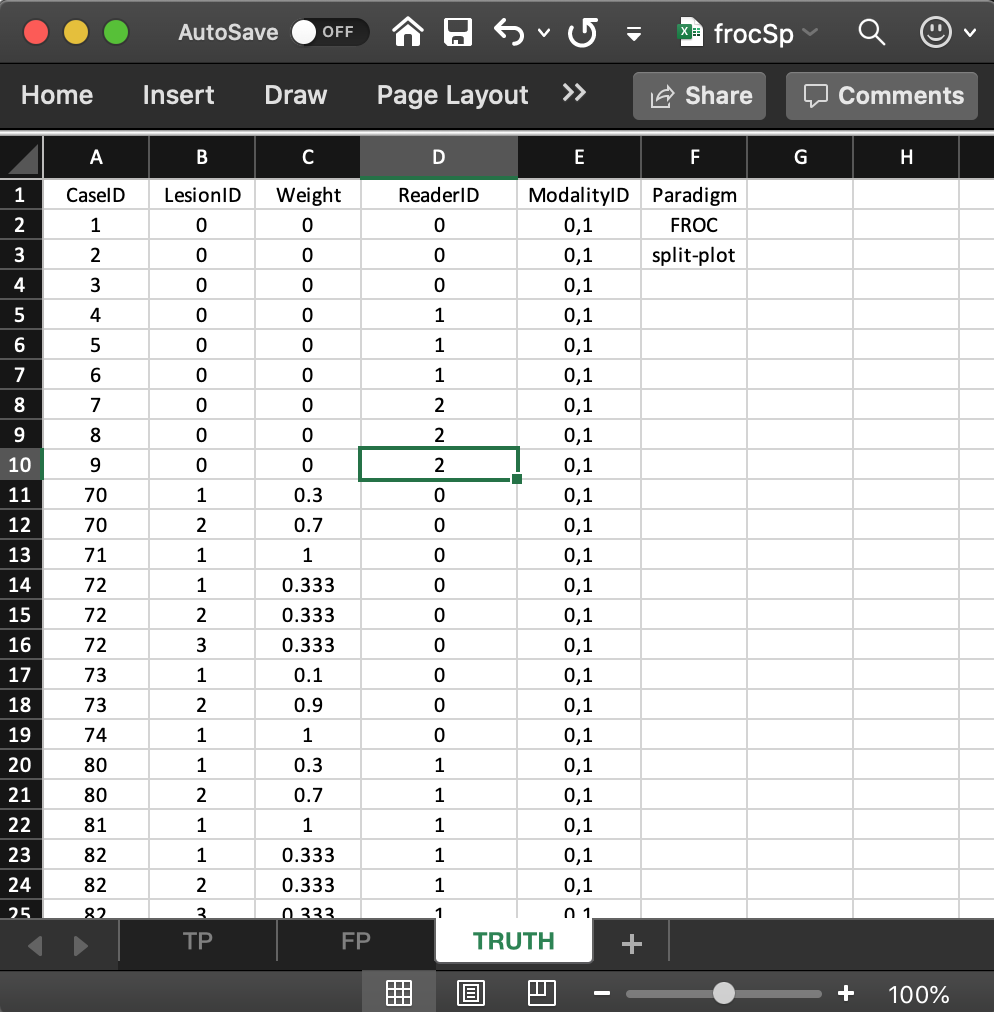 AutoSave OFF frocSp
Home Insert Draw Page Layout >> Share Comments
A B C D E F G H
1 CaseID LesionID Weight ReaderID ModalityID Paradigm
2 1 0 0 0 0,1 FROC
3 2 0 0 0 0,1 split-plot
4 3 0 0 0 0,1
5 4 0 0 1 0,1
6 5 0 0 1 0,1
7 6 0 0 1 0,1
8 7 0 0 2 0,1
9 8 0 0 2 0,1
10 9 0 0 2 0,1
11 70 1 0.3 0 0,1
12 70 2 0.7 0 0,1
13 71 1 1 0 0,1
14 72 1 0.333 0 0,1
15 72 2 0.333 0 0,1
16 72 3 0.333 0 0,1
17 73 1 0.1 0 0,1
18 73 2 0.9 0 0,1
19 74 1 1 0 0,1
20 80 1 0.3 1 0,1
21 80 2 0.7 1 0,1
22 81 1 1 1 0,1
23 82 1 0.333 1 0,1
24 82 2 0.333 1 0,1
25 82 3 0.333 1 0,1
TP FP TRUTH +
100%